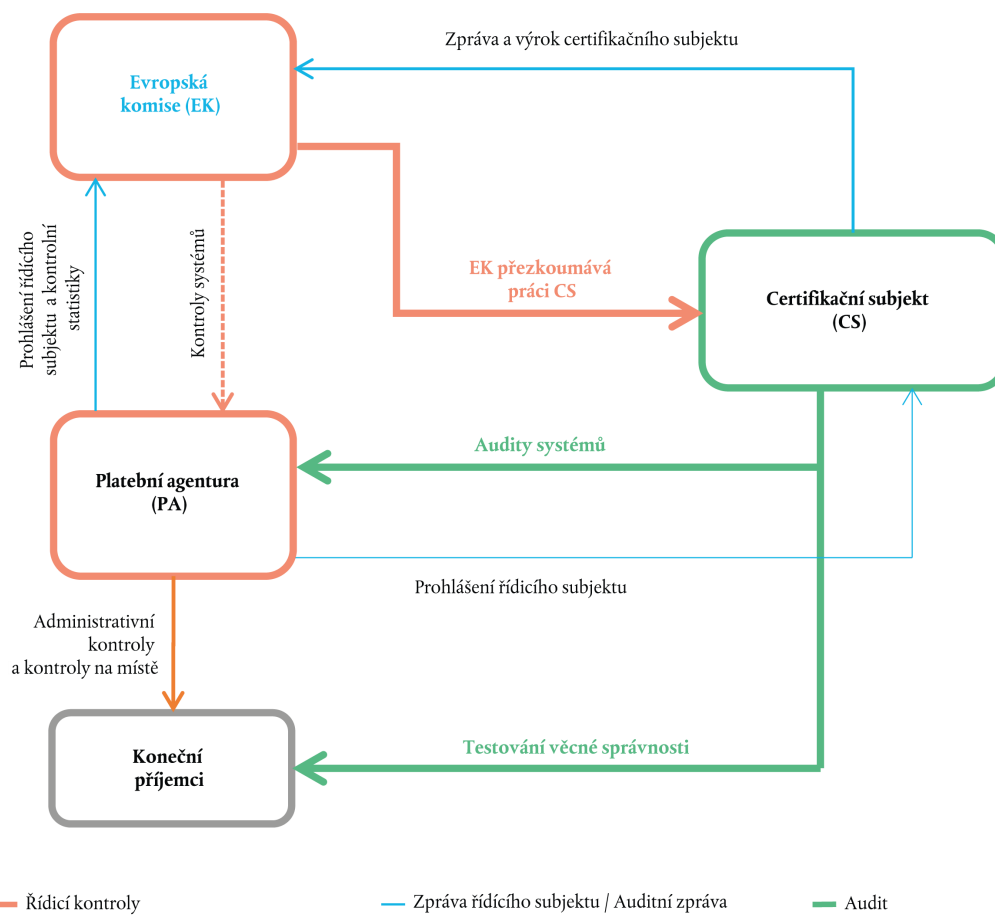 Zpráva a výrok certifikačního subjektu
Evropská
komise (EK)
Prohlášení řídícího
subjektu a kontrolní
statistiky
Kontroly systémů
EK přezkoumává
práci CS
Certifikační subjekt
(CS)
Audity systémů
Platební agentura
(PA)
Prohlášení řídicího subjektu
Administrativní
kontroly
a kontroly na místě
Testování věcné správnosti
Koneční
příjemci
Řídicí kontroly
Zpráva řídícího subjektu / Auditní zpráva
Audit